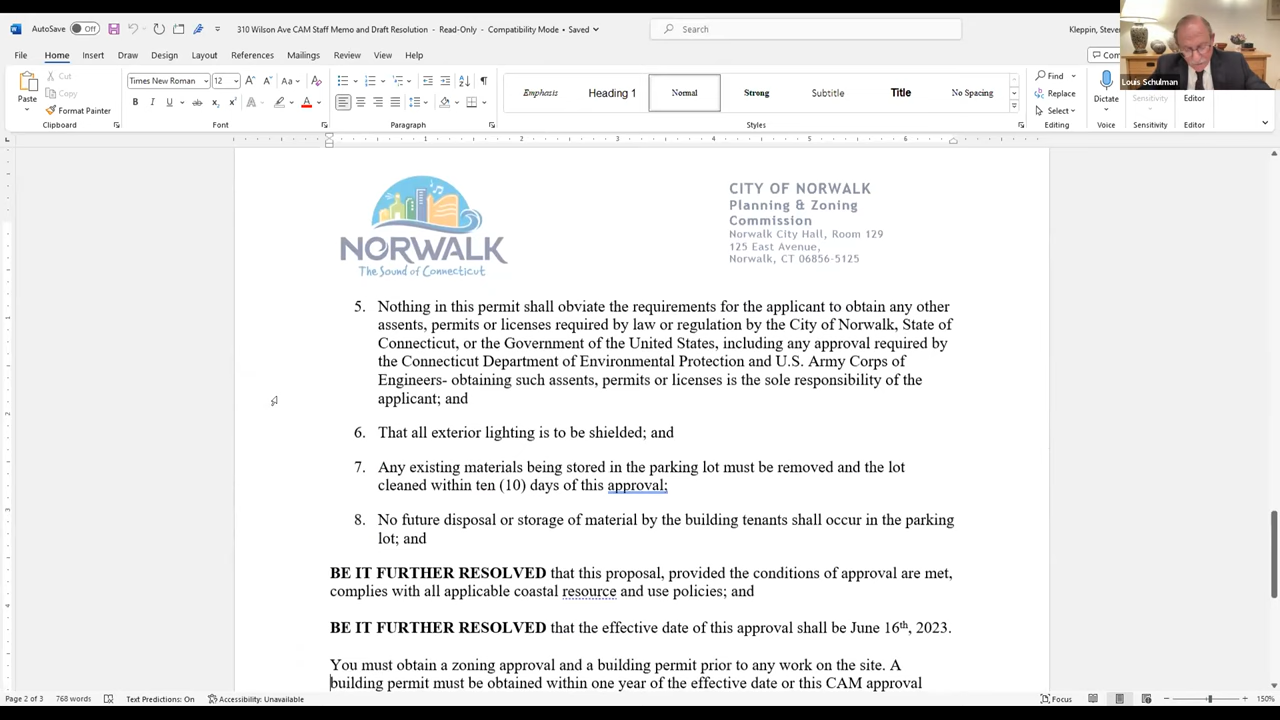 AutoSave Off 310 Wilson Ave CAM Staff Memo and Draft Resolution - Read-Only - Compatibility Mode • Saved Search Kleppin, Steven
File Home Insert Draw Design Layout References Mailings Review View Help
Louis Schulman
Paste Cut Copy Format Painter
Times New Roman 12
Emphasis Heading 1 Normal Strong Subtitle Title No Spacing
Find Replace Select
Dictate Sensitivity Editor
Clipboard Font Paragraph Styles Editing Voice Sensitivity Editor
1 2 3 4 5 6
NORWALK
The Sound of Connecticut
CITY OF NORWALK
Planning & Zoning
Commission
Norwalk City Hall, Room 129
125 East Avenue,
Norwalk, CT 06856-5125
5. Nothing in this permit shall obviate the requirements for the applicant to obtain any other
assents, permits or licenses required by law or regulation by the City of Norwalk, State of
Connecticut, or the Government of the United States, including any approval required by
the Connecticut Department of Environmental Protection and U.S. Army Corps of
Engineers- obtaining such assents, permits or licenses is the sole responsibility of the
applicant; and
6. That all exterior lighting is to be shielded; and
7. Any existing materials being stored in the parking lot must be removed and the lot
cleaned within ten (10) days of this approval;
8. No future disposal or storage of material by the building tenants shall occur in the parking
lot; and
BE IT FURTHER RESOLVED that this proposal, provided the conditions of approval are met,
complies with all applicable coastal resource and use policies; and
BE IT FURTHER RESOLVED that the effective date of this approval shall be June 16th, 2023.
You must obtain a zoning approval and a building permit prior to any work on the site. A
building permit must be obtained within one year of the effective date or this CAM approval
Page 2 of 3 768 words Text Predictions: On Accessibility: Unavailable Focus 150%